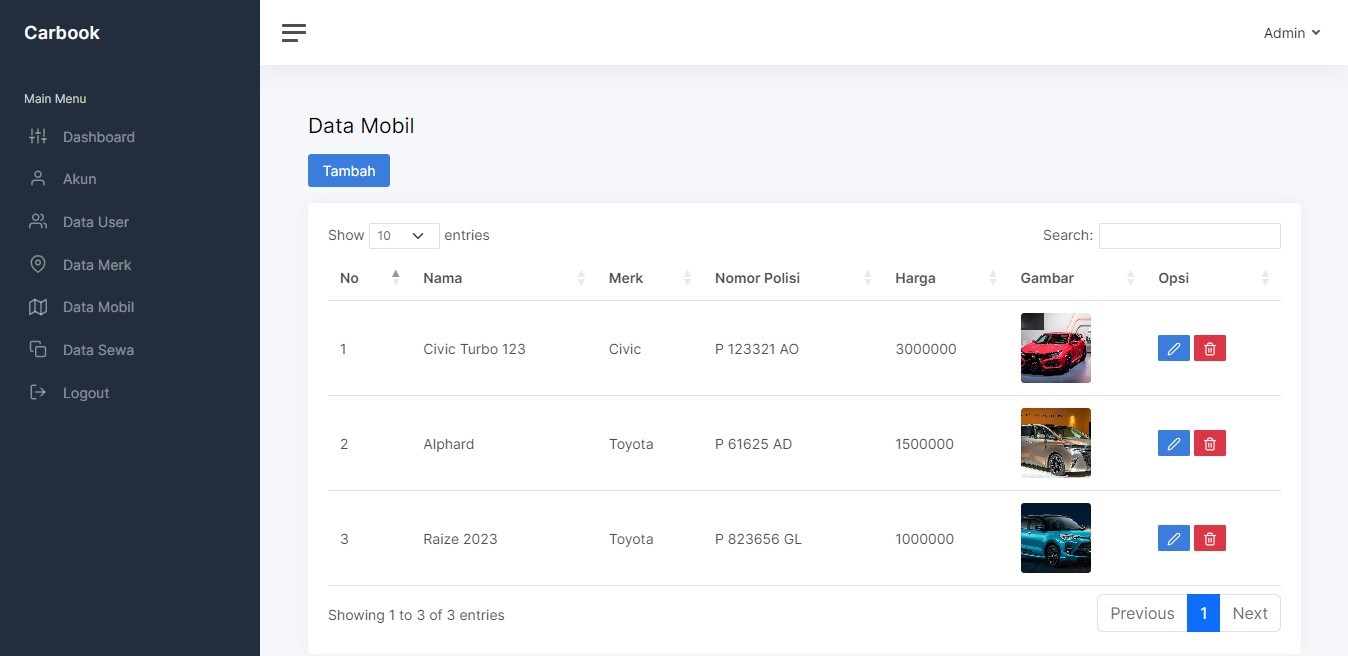 Carbook
Admin
Main Menu
Dashboard
Akun
Data User
Data Merk
Data Mobil
Data Sewa
Logout
Data Mobil
Tambah
Show 10 entries Search:
No Nama Merk Nomor Polisi Harga Gambar Opsi
1 Civic Turbo 123 Civic P 123321 AO 3000000
2 Alphard Toyota P 61625 AD 1500000
3 Raize 2023 Toyota P 823656 GL 1000000
Showing 1 to 3 of 3 entries Previous 1 Next